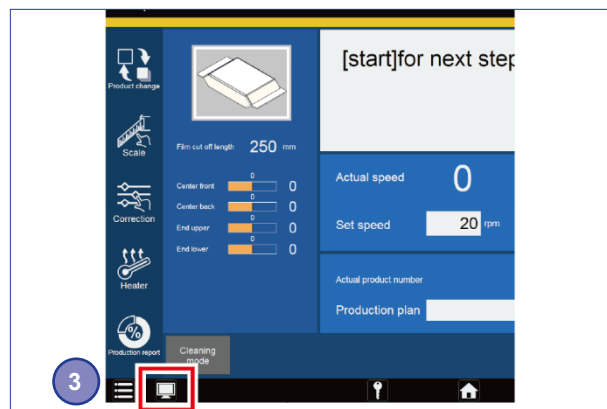 Product change
Scale
Correction
Heater
Production report
Film cut off length 250 mm
0
Center front 0
0
Center back 0
0
End upper 0
0
End lower 0
Cleaning
mode
[start]for next step
Actual speed 0
Set speed 20 rpm
Actual product number
Production plan
3